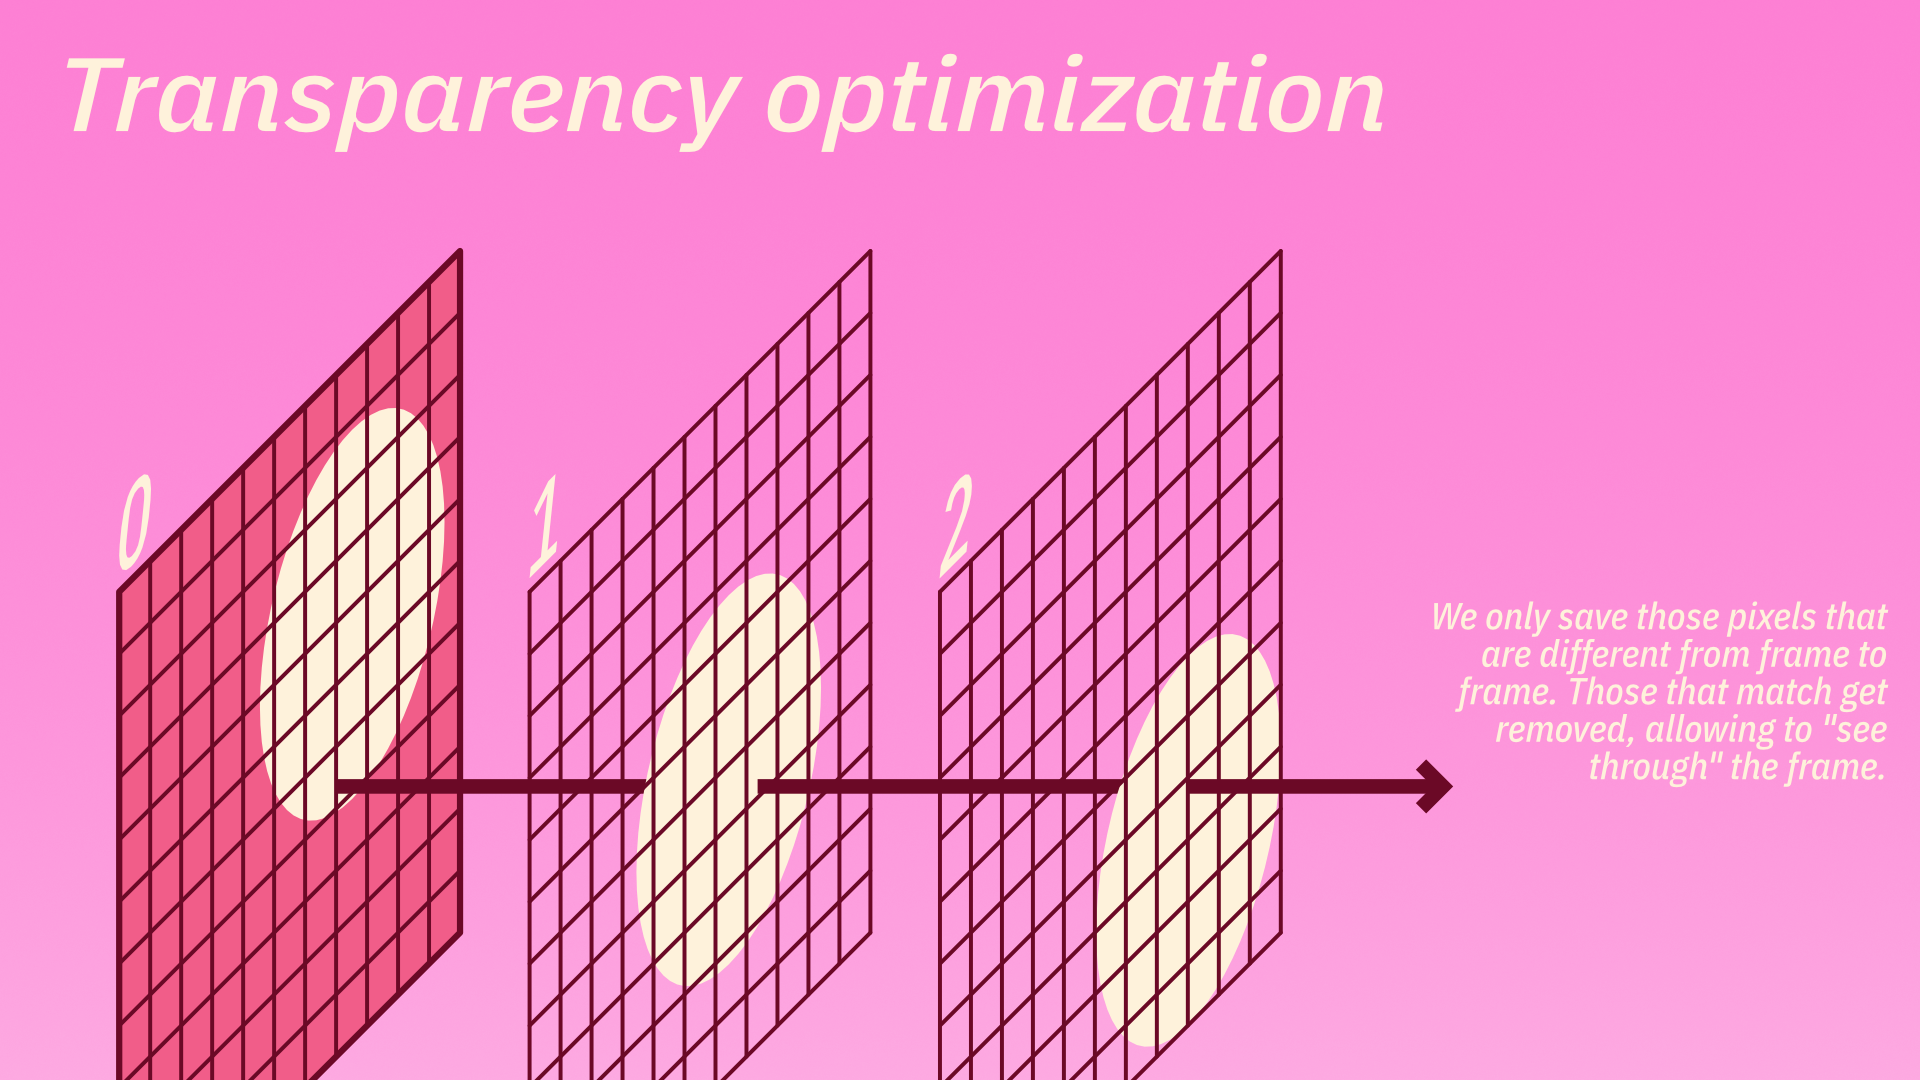 Transparency optimization
0
1
2
We only save those pixels that
are different from frame to
frame. Those that match get
removed, allowing to "see
through" the frame.